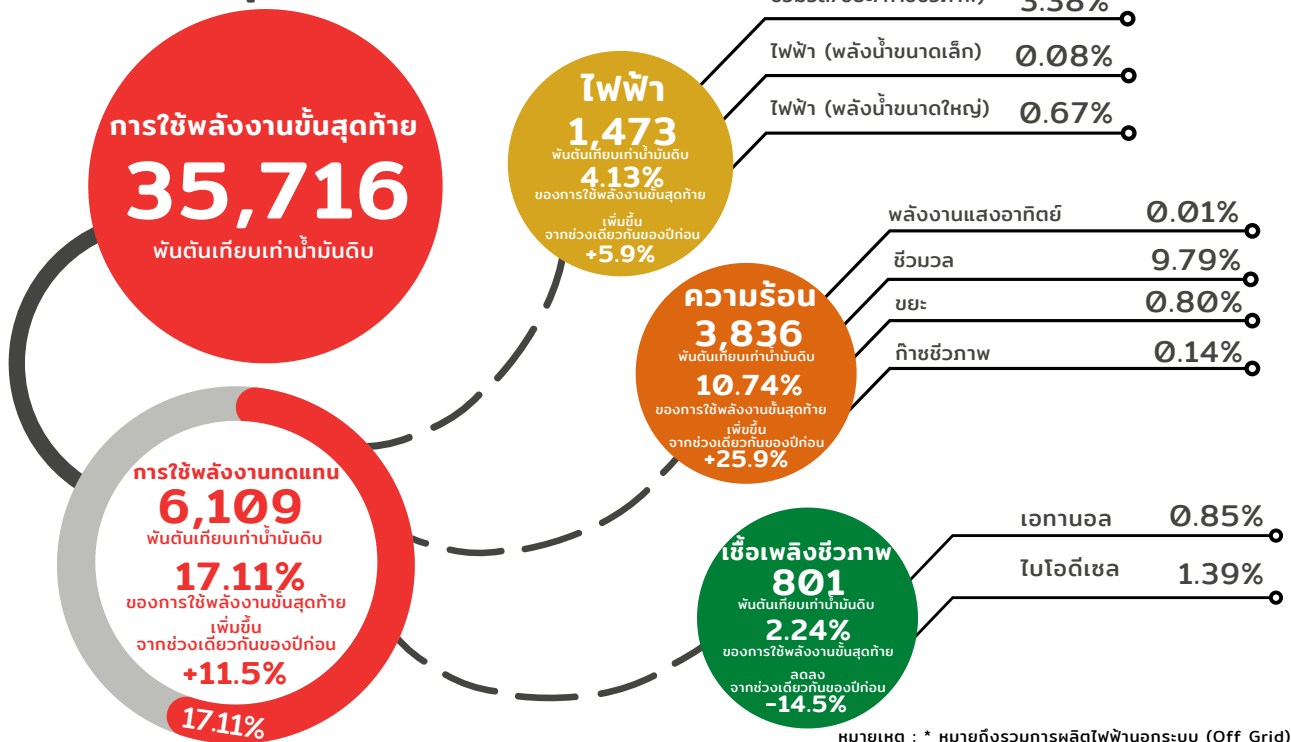 3.38%
ไฟฟ้า (พลังน้ำขนาดเล็ก) 0.08%
ไฟฟ้า (พลังน้ำขนาดใหญ่) 0.67%
การใช้พลังงานขั้นสุดท้าย
35,716
พันตันเทียบเท่าน้ำมันดิบ
ไฟฟ้า
1,473
พันตันเทียบเท่าน้ำมันดิบ
4.13%
ของการใช้พลังงานขั้นสุดท้าย
เพิ่มขึ้น
จากช่วงเดียวกันของปีก่อน
+5.9%
พลังงานแสงอาทิตย์ 0.01%
ชีวมวล 9.79%
ขยะ 0.80%
ก๊าซชีวภาพ 0.14%
ความร้อน
3,836
พันตันเทียบเท่าน้ำมันดิบ
10.74%
ของการใช้พลังงานขั้นสุดท้าย
เพิ่ขขึ้น
จากช่วงเดียวกันของปีก่อน
+25.9%
การใช้พลังงานทดแทน
6,109
พันตันเทียบเท่าน้ำมันดิบ
17.11%
ของการใช้พลังงานขั้นสุดท้าย
เพิ่มขึ้น
จากช่วงเดียวกันของปีก่อน
+11.5%
17.11%
เอทานอล 0.85%
ไบโอดีเซล 1.39%
เชื้อเพลิงชีวภาพ
801
พันตันเทียบเท่าน้ำมันดิบ
2.24%
ของการใช้พลังงานขั้นสุดท้าย
ลดลง
จากช่วงเดียวกันของปีก่อน
-14.5%
หมายเหตุ : * หมายถึงรวมการผลิตไฟฟ้านอกระบบ (Off Grid)